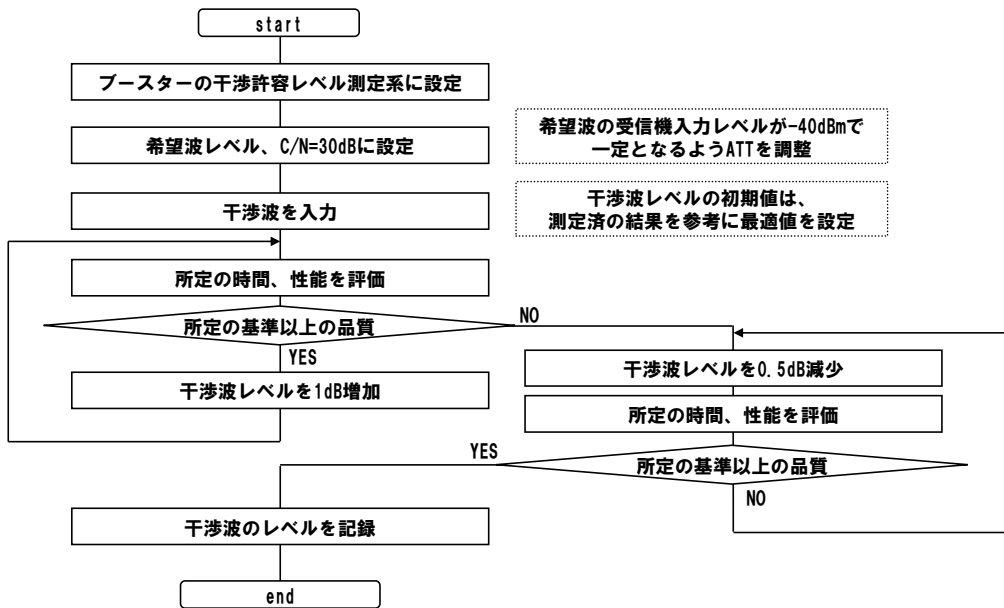 start
ブースターの干渉許容レベル測定系に設定
希望波レベル、C/N=30dBに設定
希望波の受信機入力レベルが-40dBmで
一定となるようATTを調整
干渉波を入力
干渉波レベルの初期値は、
測定済の結果を参考に最適値を設定
所定の時間、性能を評価
所定の基準以上の品質
NO
YES
干渉波レベルを1dB増加
干渉波レベルを0.5dB減少
所定の時間、性能を評価
所定の基準以上の品質
YES
NO
干渉波のレベルを記録
end